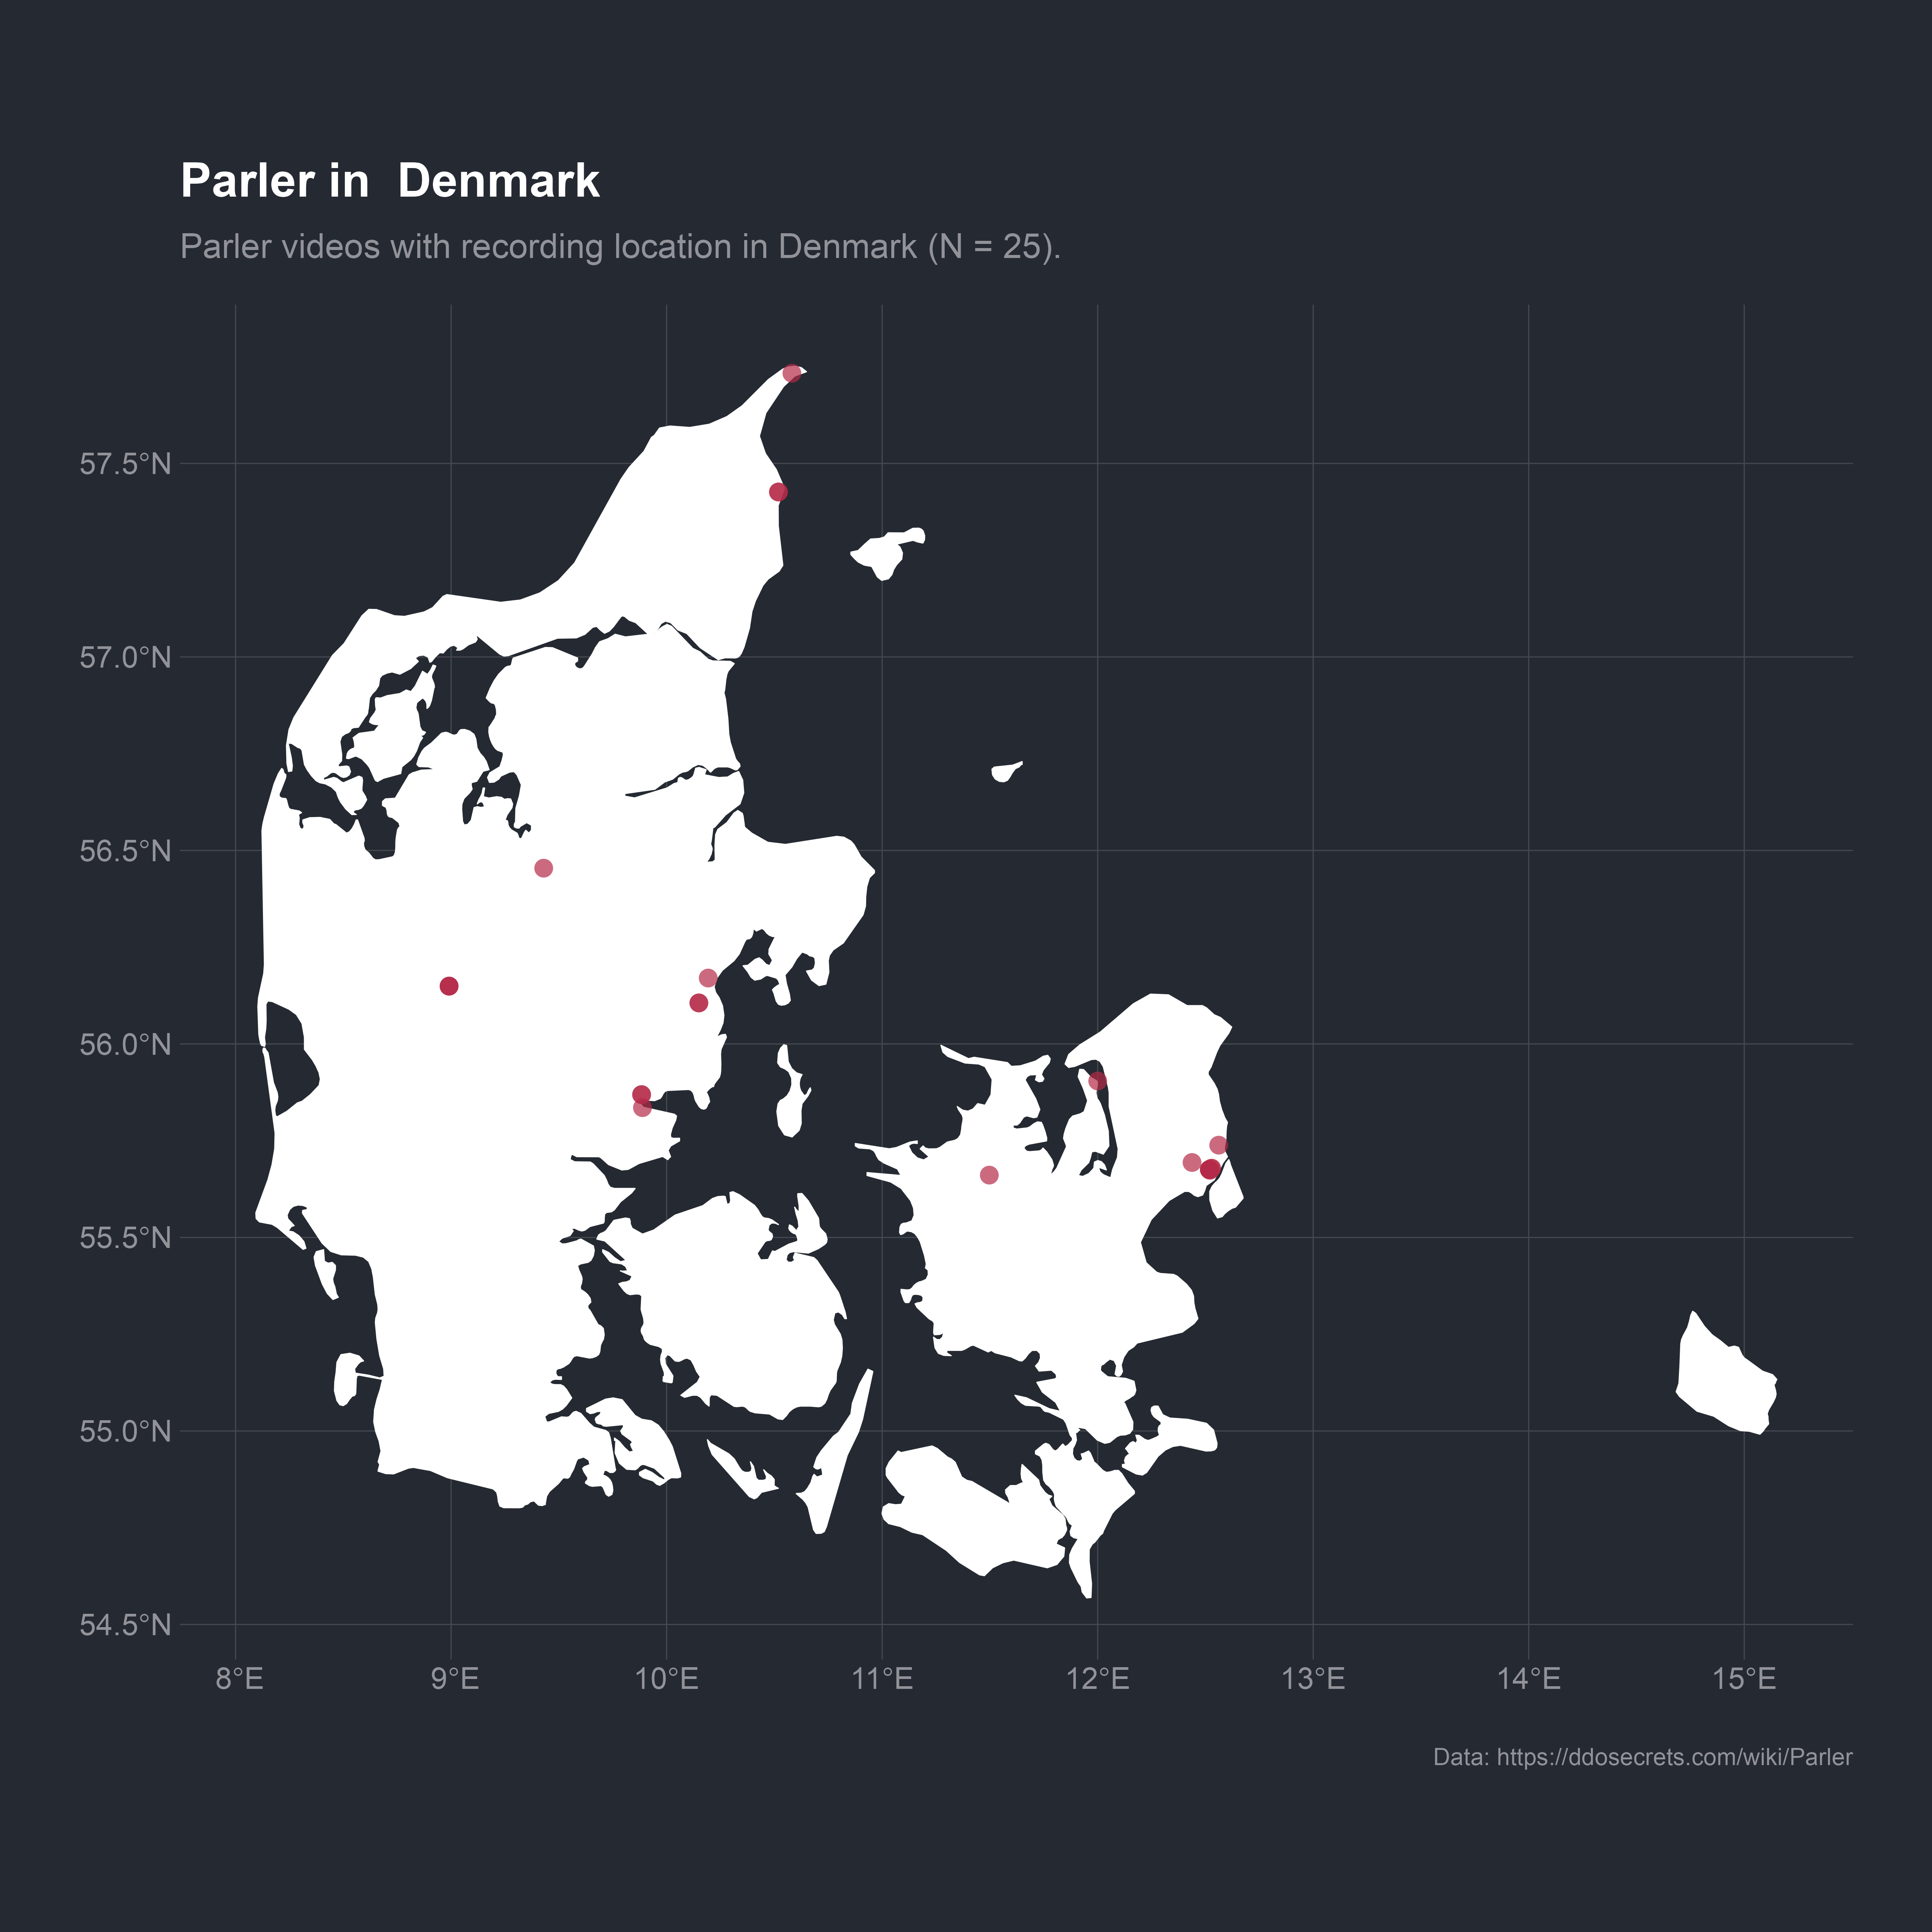 Parler in  Denmark
Parler videos with recording location in Denmark (N = 25).
57.5°N
57.0°N
56.5°N
56.0°N
55.5°N
55.0°N
54.5°N
8°E 9°E 10°E 11°E 12°E 13°E 14°E 15°E
Data: https://ddosecrets.com/wiki/Parler